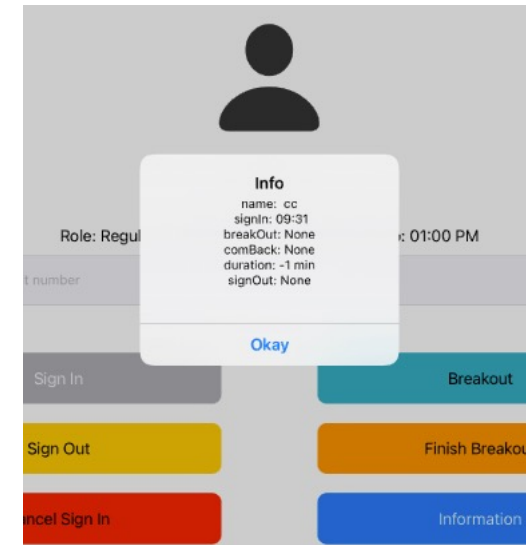 Info
name: cc
signIn: 09:31
breakOut: None
comBack: None
duration: -1 min
signOut: None
Okay
Role: Regul
: 01:00 PM
t number
Sign In
Breakout
Sign Out
Finish Breakou
ncel Sign In
Information